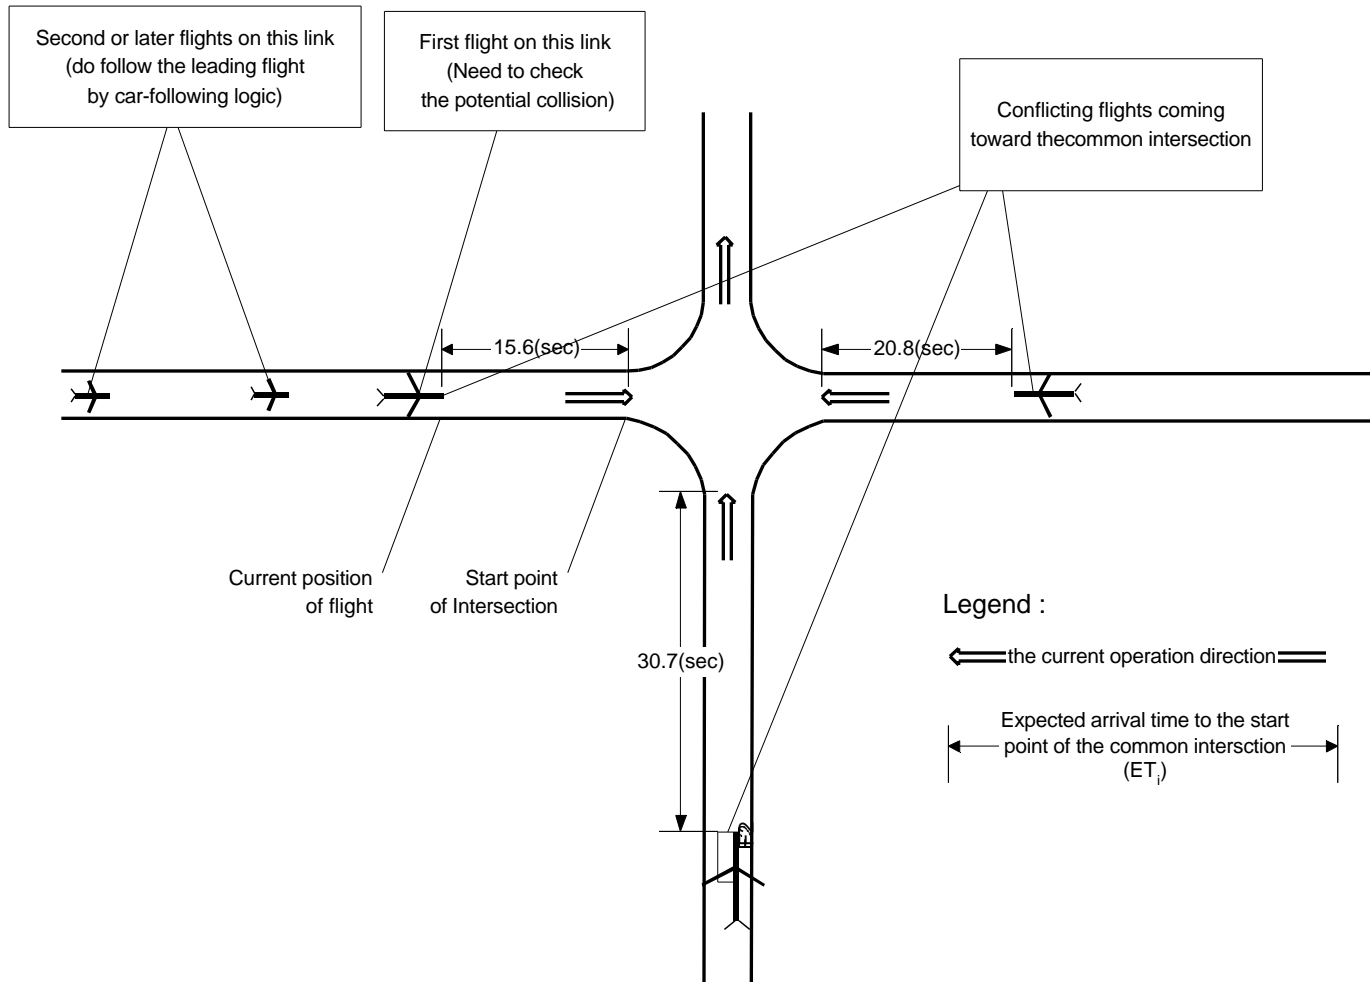 Second or later flights on this link
(do follow the leading flight
by car-following logic)
First flight on this link
(Need to check
the potential collision)
Conflicting flights coming
toward thecommon intersection
15.6(sec)
20.8(sec)
Current position
of flight
Start point
of Intersection
30.7(sec)
Legend :
the current operation direction
Expected arrival time to the start
point of the common intersction
(ETi)